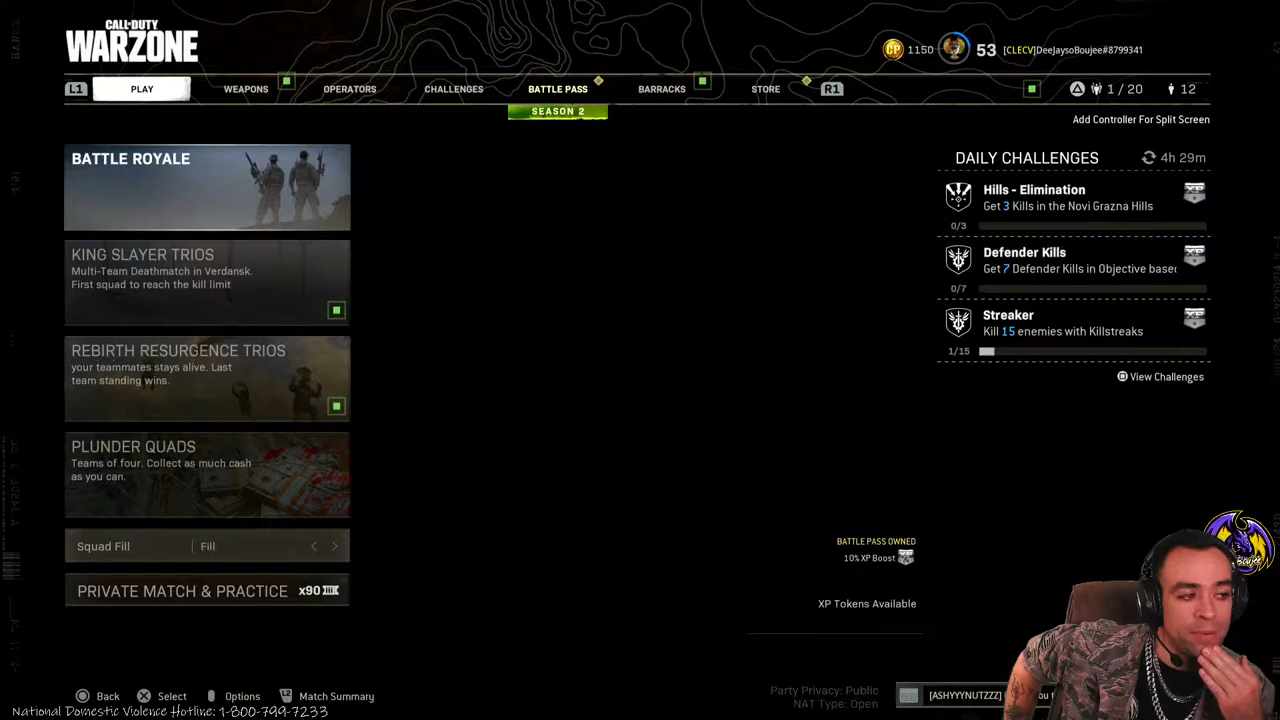 CALL OF DUTY
WARZONE
CP 1150 53 [CLECV]DeeJaysoBoujee#8799341
L1 PLAY WEAPONS OPERATORS CHALLENGES BATTLE PASS BARRACKS STORE R1 1 / 20 12
SEASON 2
Add Controller For Split Screen
BATTLE ROYALE
KING SLAYER TRIOS
Multi-Team Deathmatch in Verdansk.
First squad to reach the kill limit
REBIRTH RESURGENCE TRIOS
your teammates stays alive. Last
team standing wins.
PLUNDER QUADS
Teams of four. Collect as much cash
as you can.
Squad Fill Fill
PRIVATE MATCH & PRACTICE x90
DAILY CHALLENGES 4h 29m
Hills - Elimination XP
Get 3 Kills in the Novi Grazna Hills
0/3
Defender Kills XP
Get 7 Defender Kills in Objective base
0/7
Streaker XP
Kill 15 enemies with Killstreaks
1/15
View Challenges
BATTLE PASS OWNED
10% XP Boost
XP Tokens Available
Party Privacy: Public
NAT Type: Open
[ASHYYYNUTZZZ]
Back Select Options L2 Match Summary
National Domestic Violence Hotline: 1-800-799-7233